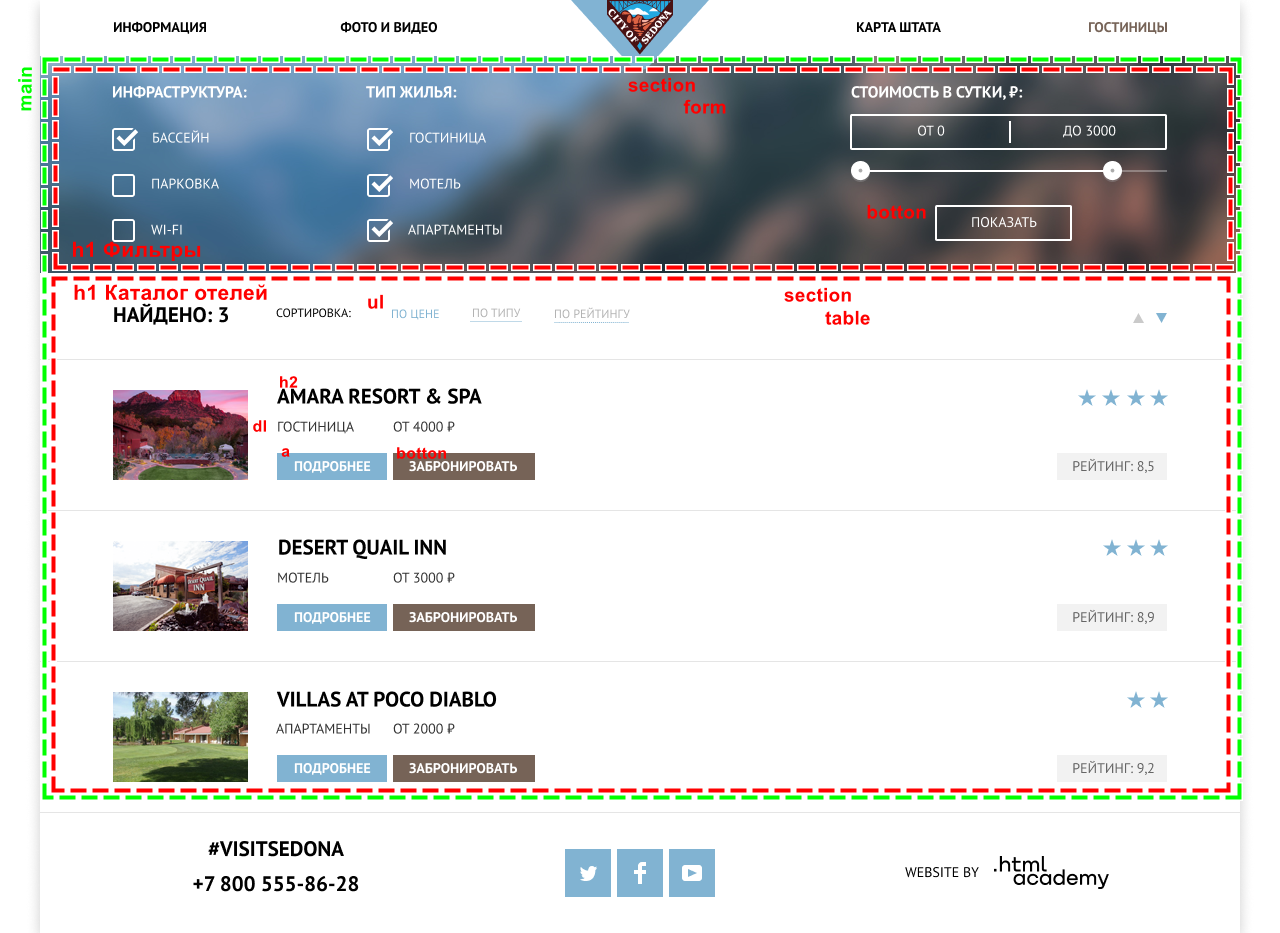 ИНФОРМАЦИЯ
ФОТО И ВИДЕО
CITY OF SEDONA
КАРТА ШТАТА
ГОСТИНИЦЫ
main
section
form
ИНФРАСТРУКТУРА:
БАССЕЙН
ПАРКОВКА
WI-FI
h1 Фильтры
ТИП ЖИЛЬЯ:
ГОСТИНИЦА
МОТЕЛЬ
АПАРТАМЕНТЫ
СТОИМОСТЬ В СУТКИ, ₽:
ОТ 0
ДО 3000
botton
ПОКАЗАТЬ
h1 Каталог отелей
section
table
НАЙДЕНО: 3
СОРТИРОВКА:
ul
ПО ЦЕНЕ
ПО ТИПУ
ПО РЕЙТИНГУ
h2
AMARA RESORT & SPA
dl
ГОСТИНИЦА
ОТ 4000 ₽
a
botton
ПОДРОБНЕЕ
ЗАБРОНИРОВАТЬ
РЕЙТИНГ: 8,5
DESERT QUAIL INN
МОТЕЛЬ
ОТ 3000 ₽
DESERT QUAIL
INN
ПОДРОБНЕЕ
ЗАБРОНИРОВАТЬ
РЕЙТИНГ: 8,9
VILLAS AT POCO DIABLO
АПАРТАМЕНТЫ
ОТ 2000 ₽
ПОДРОБНЕЕ
ЗАБРОНИРОВАТЬ
РЕЙТИНГ: 9,2
#VISITSEDONA
+7 800 555-86-28
WEBSITE BY
.html
academy